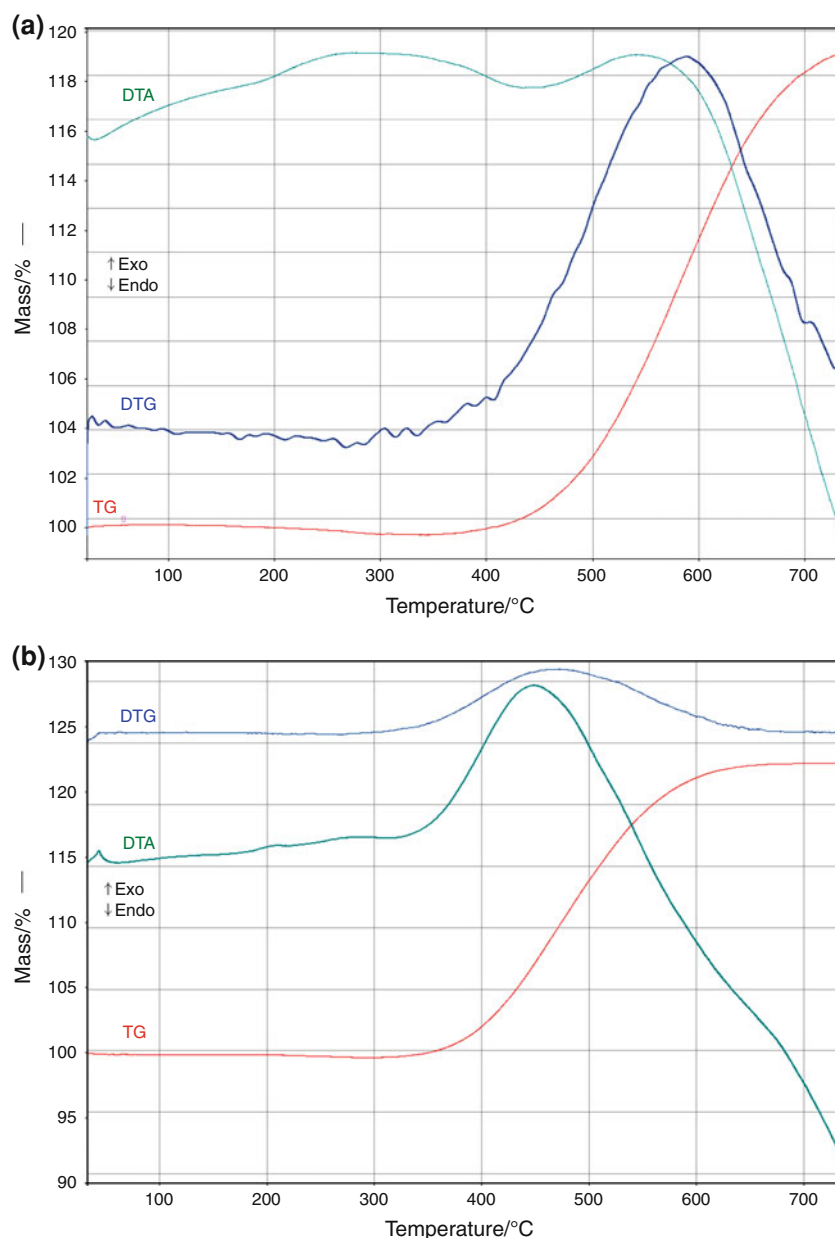 (a)
120
118
116
114
112
110
108
106
104
102
100
Mass/% —
DTA
↑ Exo
↓ Endo
DTG
TG
100 200 300 400 500 600 700
Temperature/°C
(b)
130
125
120
115
110
105
100
95
90
Mass/% —
DTG
DTA
↑ Exo
↓ Endo
TG
100 200 300 400 500 600 700
Temperature/°C